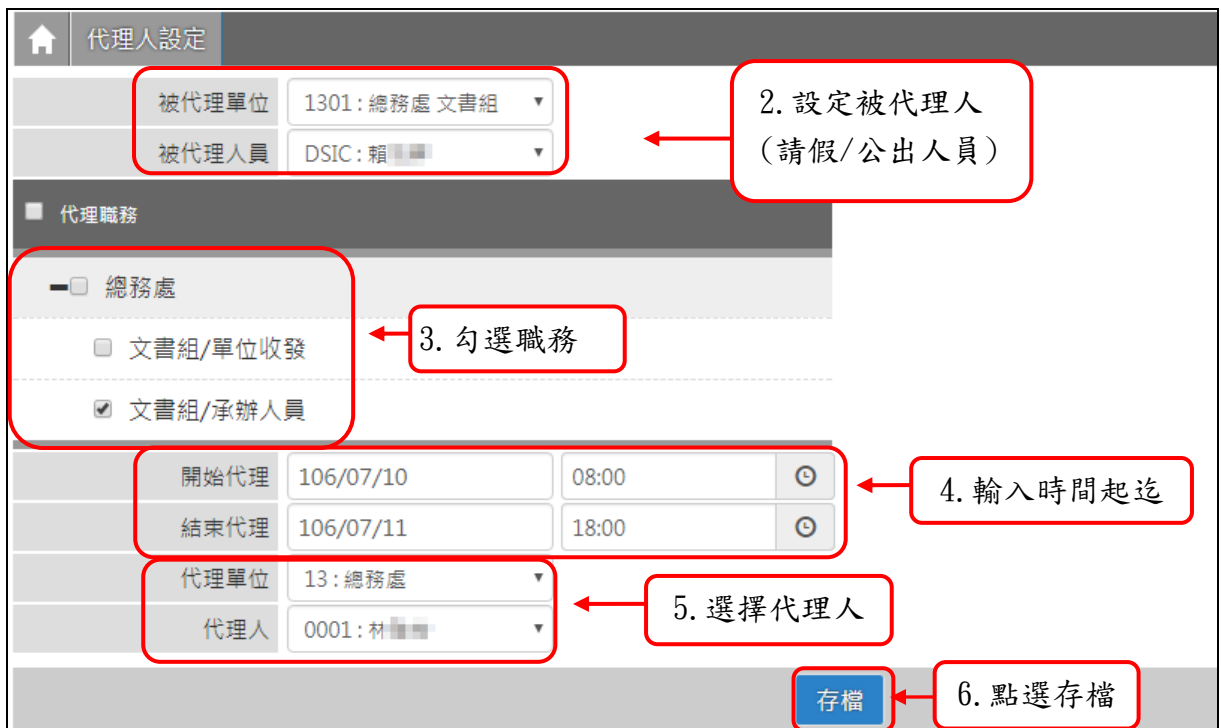 代理人設定
被代理單位 1301：總務處 文書組
被代理人員 DSIC：賴
2.設定被代理人
(請假/公出人員)
代理職務
總務處
文書組/單位收發
文書組/承辦人員
3.勾選職務
開始代理 106/07/10 08:00
結束代理 106/07/11 18:00
4.輸入時間起迄
代理單位 13：總務處
代理人 0001：林
5.選擇代理人
存檔
6.點選存檔